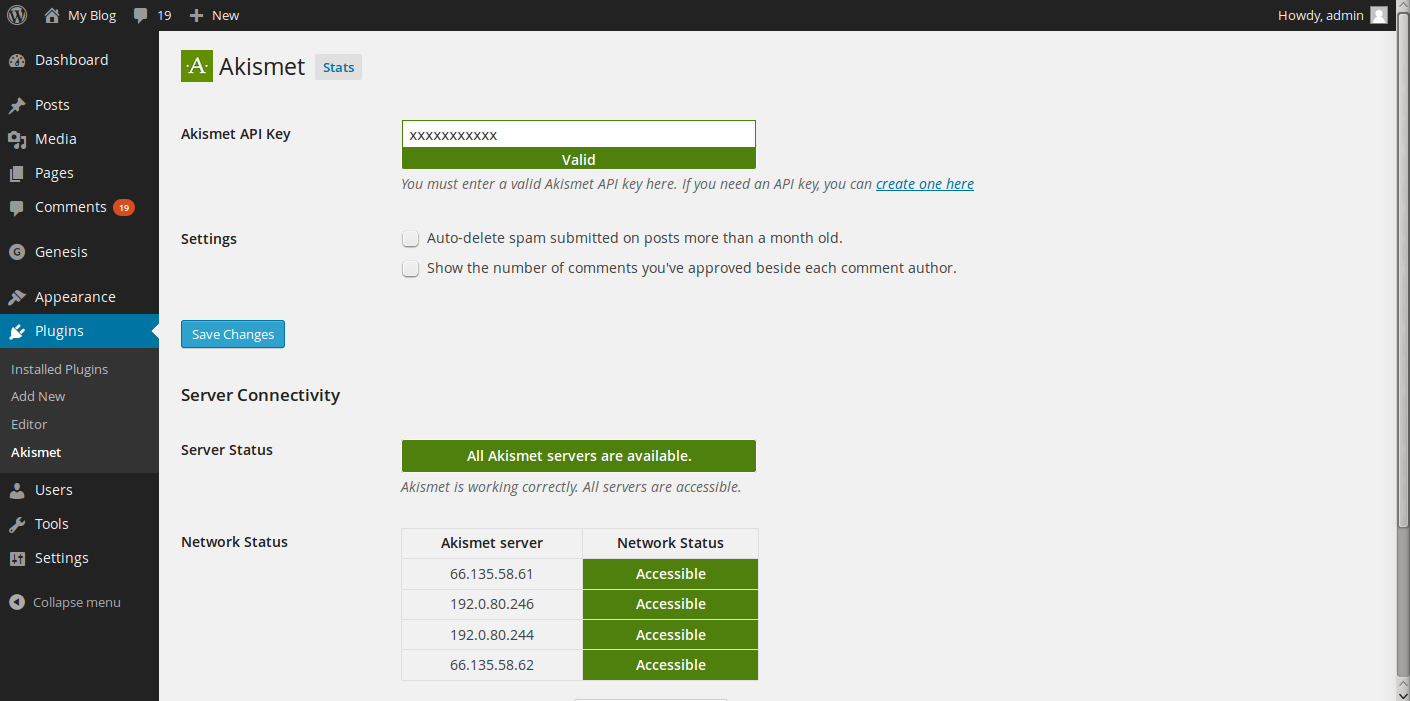 My Blog 19 New Howdy, admin
Dashboard
Posts
Media
Pages
Comments 19
G Genesis
Appearance
Plugins
Installed Plugins
Add New
Editor
Akismet
Users
Tools
Settings
Collapse menu
·A· Akismet Stats
Akismet API Key xxxxxxxxxxx
Valid
You must enter a valid Akismet API key here. If you need an API key, you can create one here
Settings Auto-delete spam submitted on posts more than a month old.
Show the number of comments you've approved beside each comment author.
Save Changes
Server Connectivity
Server Status All Akismet servers are available.
Akismet is working correctly. All servers are accessible.
Network Status Akismet server Network Status
66.135.58.61 Accessible
192.0.80.246 Accessible
192.0.80.244 Accessible
66.135.58.62 Accessible